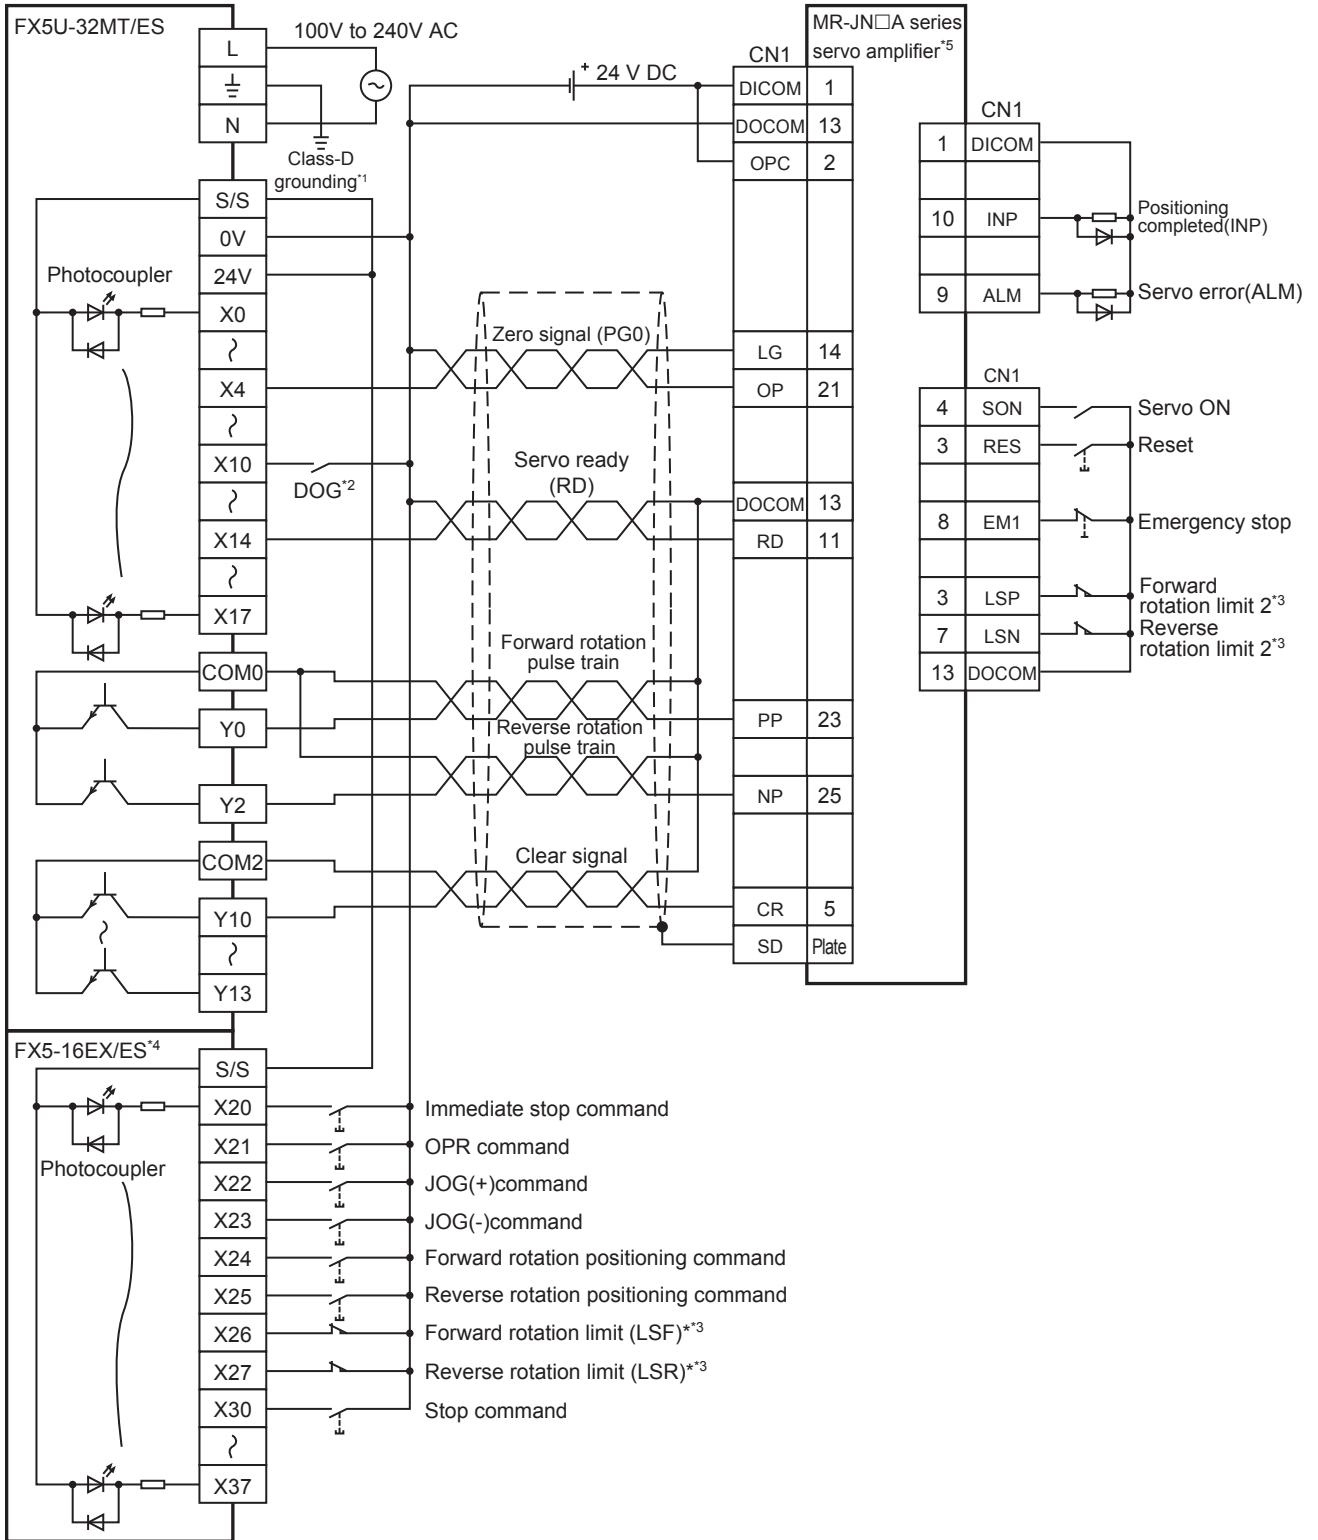 FX5U-32MT/ES
L
N
100V to 240V AC
Class-D
grounding*1
S/S
0V
24V
X0
X4
X10
X14
X17
COM0
Y0
Y2
COM2
Y10
Y13
Photocoupler
DOG*2
+ 24 V DC
Zero signal (PG0)
Servo ready
(RD)
Forward rotation
pulse train
Reverse rotation
pulse train
Clear signal
MR-JN□A series
servo amplifier*5
CN1
DICOM 1
DOCOM 13
OPC 2
LG 14
OP 21
DOCOM 13
RD 11
PP 23
NP 25
CR 5
SD Plate
CN1
1 DICOM
10 INP
9 ALM
Positioning
completed(INP)
Servo error(ALM)
CN1
4 SON Servo ON
3 RES Reset
8 EM1 Emergency stop
3 LSP Forward
rotation limit 2*3
7 LSN Reverse
rotation limit 2*3
13 DOCOM
FX5-16EX/ES*4
S/S
Photocoupler
X20 Immediate stop command
X21 OPR command
X22 JOG(+)command
X23 JOG(-)command
X24 Forward rotation positioning command
X25 Reverse rotation positioning command
X26 Forward rotation limit (LSF)**3
X27 Reverse rotation limit (LSR)**3
X30 Stop command
X37